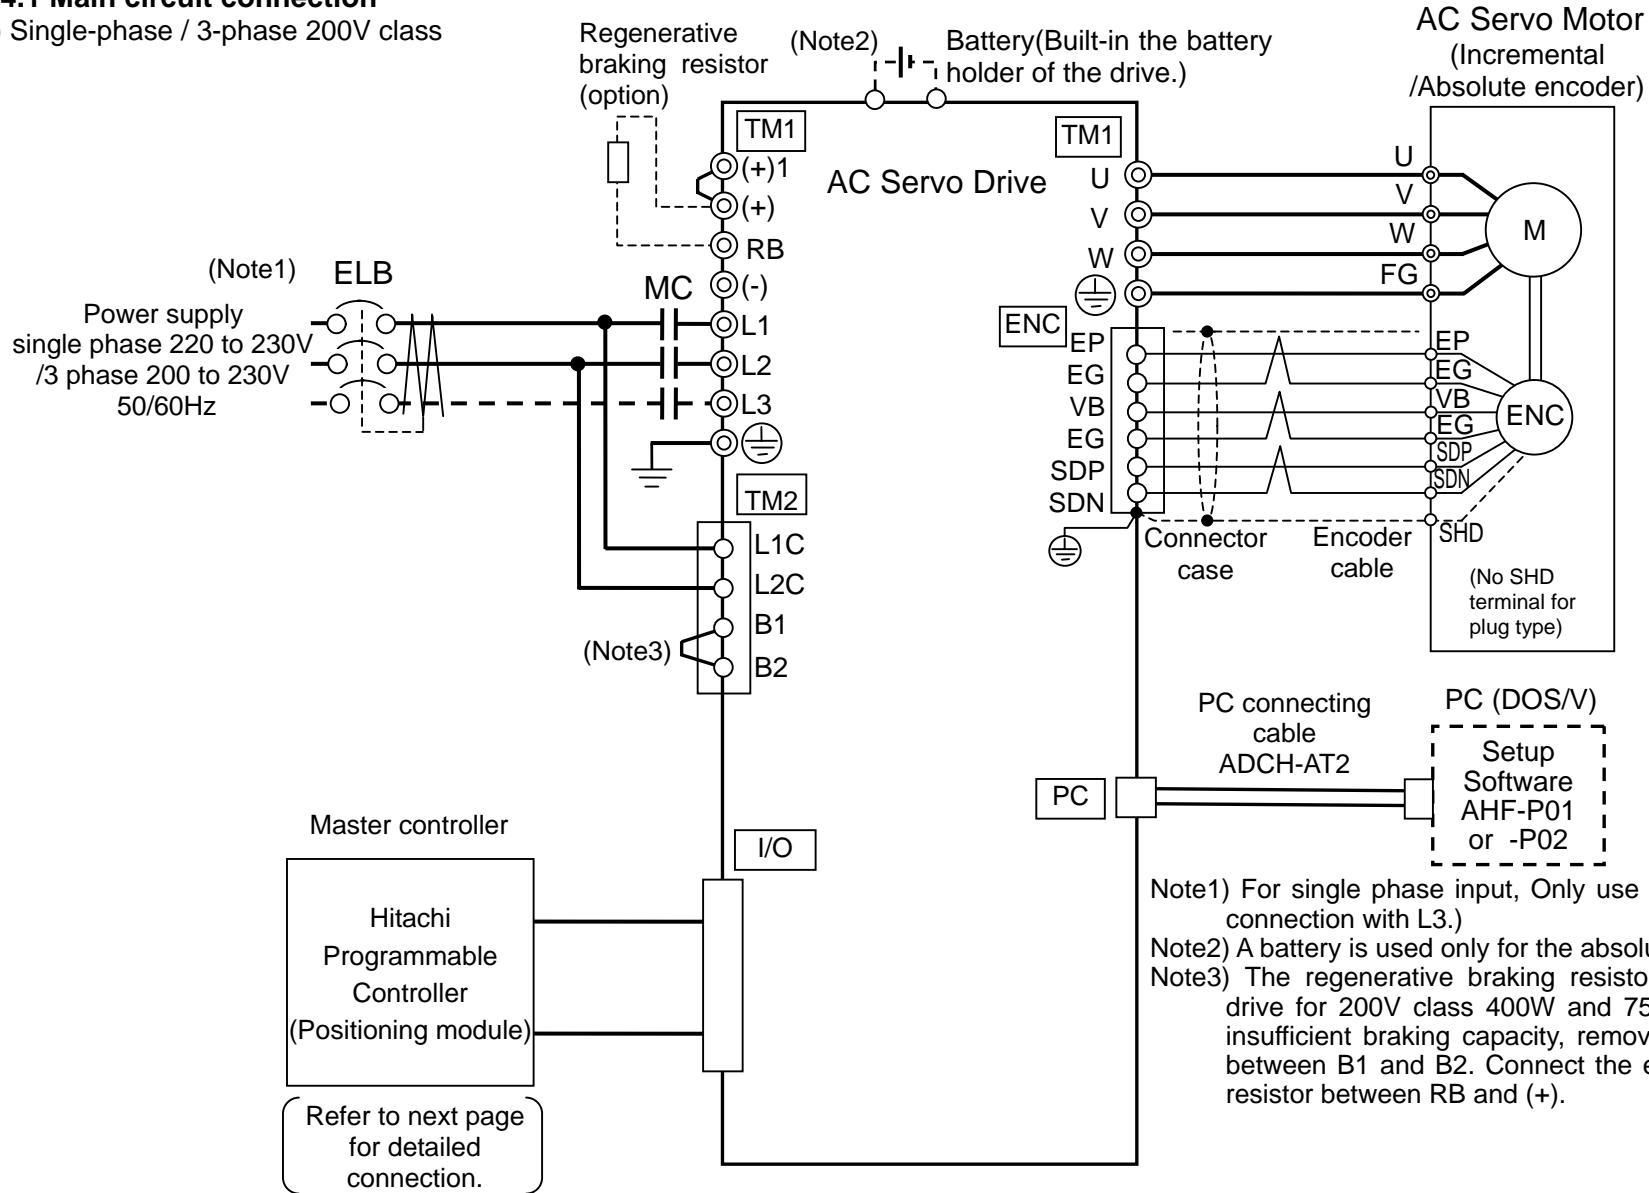 4.1 Main circuit connection
Single-phase / 3-phase 200V class
Regenerative
braking resistor
(option)
(Note2)
Battery(Built-in the battery
holder of the drive.)
AC Servo Motor
(Incremental
/Absolute encoder)
TM1
(+)1
(+)
RB
(-)
L1
L2
L3
AC Servo Drive
TM1
U
V
W
U
V
W
FG
M
(Note1)
ELB
MC
Power supply
single phase 220 to 230V
/3 phase 200 to 230V
50/60Hz
ENC
EP
EG
VB
EG
SDP
SDN
EP
EG
VB
EG
SDP
SDN
SHD
ENC
Connector
case
Encoder
cable
(No SHD
terminal for
plug type)
TM2
L1C
L2C
B1
B2
(Note3)
PC connecting
cable
ADCH-AT2
PC (DOS/V)
Setup
Software
AHF-P01
or -P02
PC
Master controller
I/O
Hitachi
Programmable
Controller
(Positioning module)
Refer to next page
for detailed
connection.
Note1) For single phase input, Only use
connection with L3.)
Note2) A battery is used only for the absolu
Note3) The regenerative braking resisto
drive for 200V class 400W and 75
insufficient braking capacity, remov
between B1 and B2. Connect the e
resistor between RB and (+).